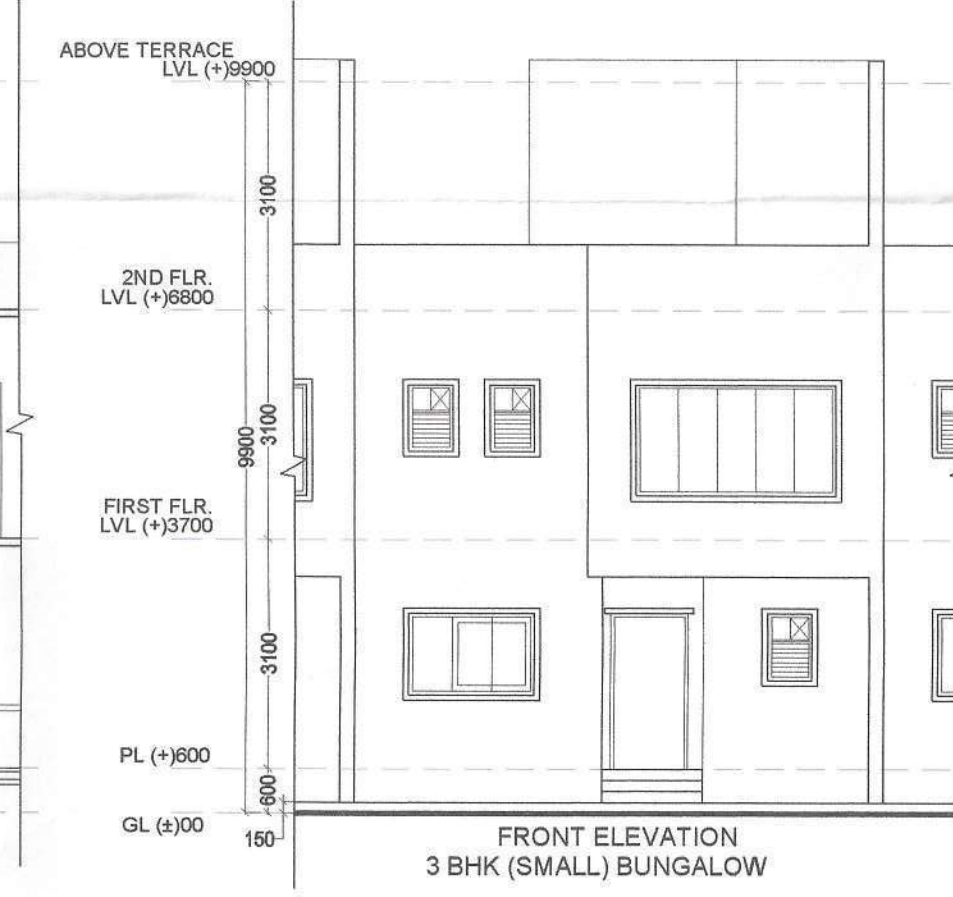 ABOVE TERRACE
LVL (+)9900
3100
2ND FLR.
LVL (+)6800
9900
3100
FIRST FLR.
LVL (+)3700
3100
PL (+)600
600
GL (±)00
150
FRONT ELEVATION
3 BHK (SMALL) BUNGALOW